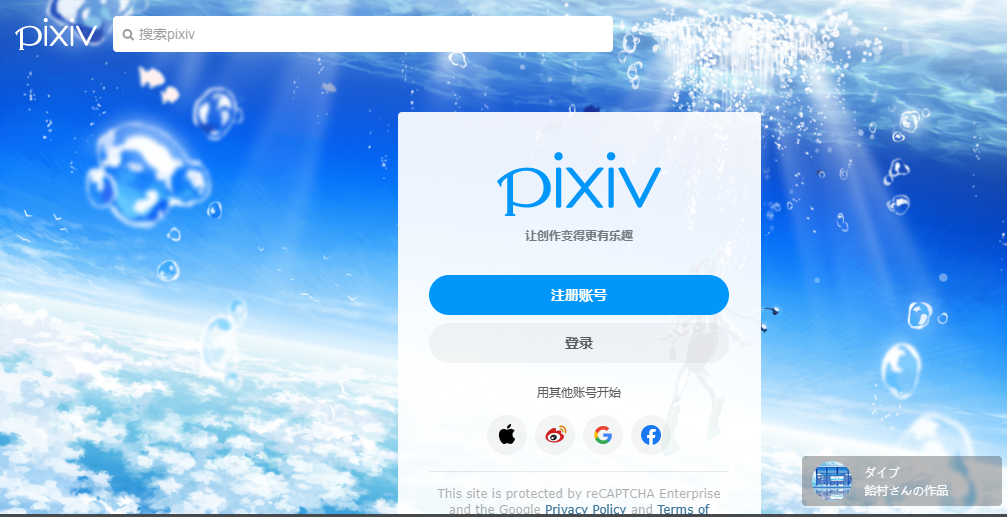 pixiv
搜索pixiv
pixiv
让创作变得更有乐趣
注册账号
登录
用其他账号开始
This site is protected by reCAPTCHA Enterprise
and the Google Privacy Policy and Terms of
ダイブ
飴村さんの作品